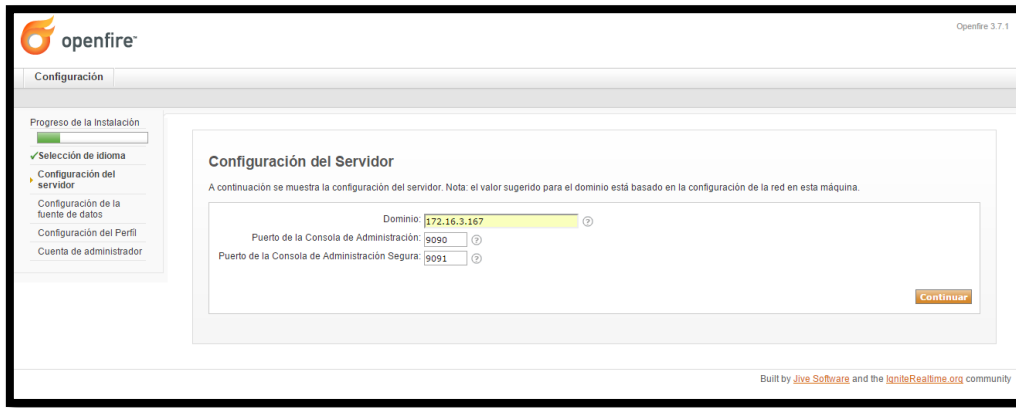 openfire™
Openfire 3.7.1
Configuración
Progreso de la Instalación
Selección de idioma
Configuración del
servidor
Configuración de la
fuente de datos
Configuración del Perfil
Cuenta de administrador
Configuración del Servidor
A continuación se muestra la configuración del servidor. Nota: el valor sugerido para el dominio está basado en la configuración de la red en esta máquina.
Dominio: 172.16.3.167 ?
Puerto de la Consola de Administración: 9090 ?
Puerto de la Consola de Administración Segura: 9091 ?
Continuar
Built by Jive Software and the IgniteRealtime.org community